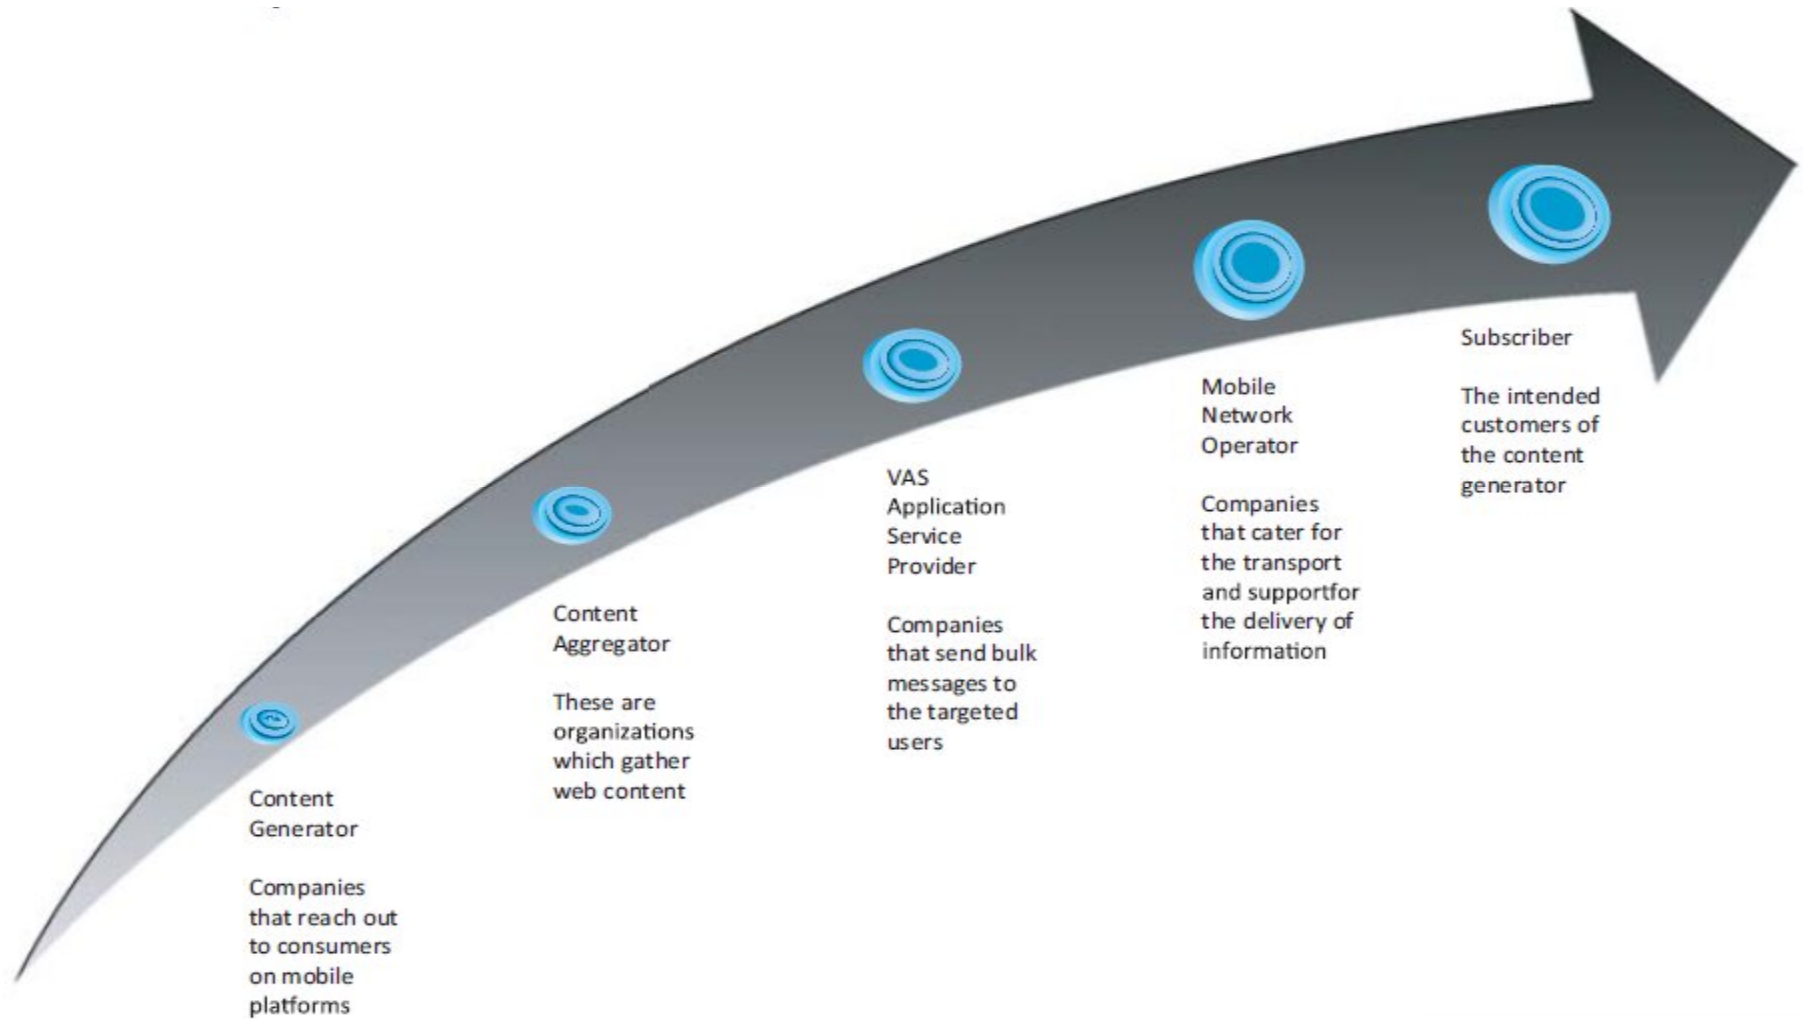 Content
Generator
Companies
that reach out
to consumers
on mobile
platforms
Content
Aggregator
These are
organizations
which gather
web content
VAS
Application
Service
Provider
Companies
that send bulk
messages to
the targeted
users
Mobile
Network
Operator
Companies
that cater for
the transport
and supportfor
the delivery of
information
Subscriber
The intended
customers of
the content
generator